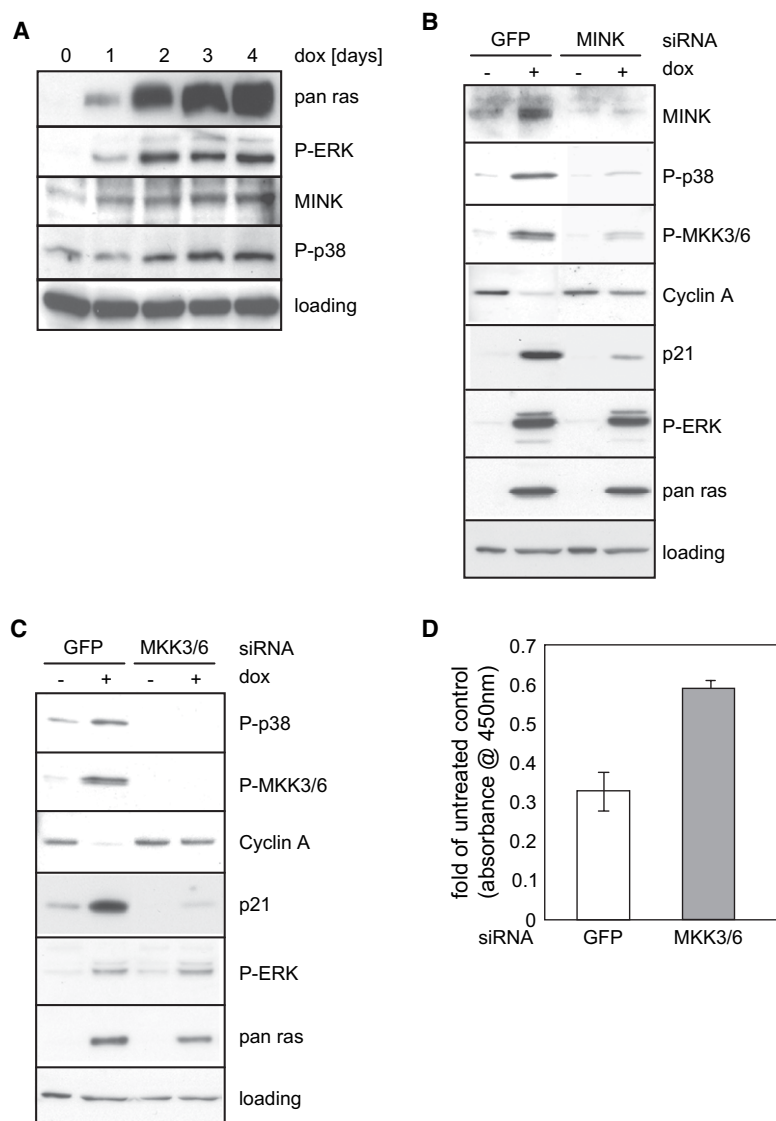 A
0 1 2 3 4 dox [days]
pan ras
P-ERK
MINK
P-p38
loading
B
GFP MINK siRNA
- + - + dox
MINK
P-p38
P-MKK3/6
Cyclin A
p21
P-ERK
pan ras
loading
C
GFP MKK3/6 siRNA
- + - + dox
P-p38
P-MKK3/6
Cyclin A
p21
P-ERK
pan ras
loading
D
fold of untreated control
(absorbance @ 450nm)
0.7
0.6
0.5
0.4
0.3
0.2
0.1
0
siRNA GFP MKK3/6